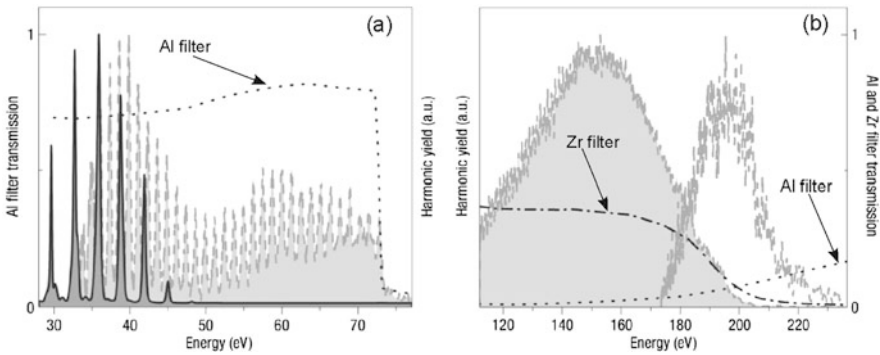 (a)
Al filter
1
0
Al filter transmission
Harmonic yield (a.u.)
30 40 50 60 70
Energy (eV)
(b)
Zr filter
Al filter
1
0
Harmonic yield (a.u.)
Al and Zr filter transmission
120 140 160 180 200 220
Energy (eV)